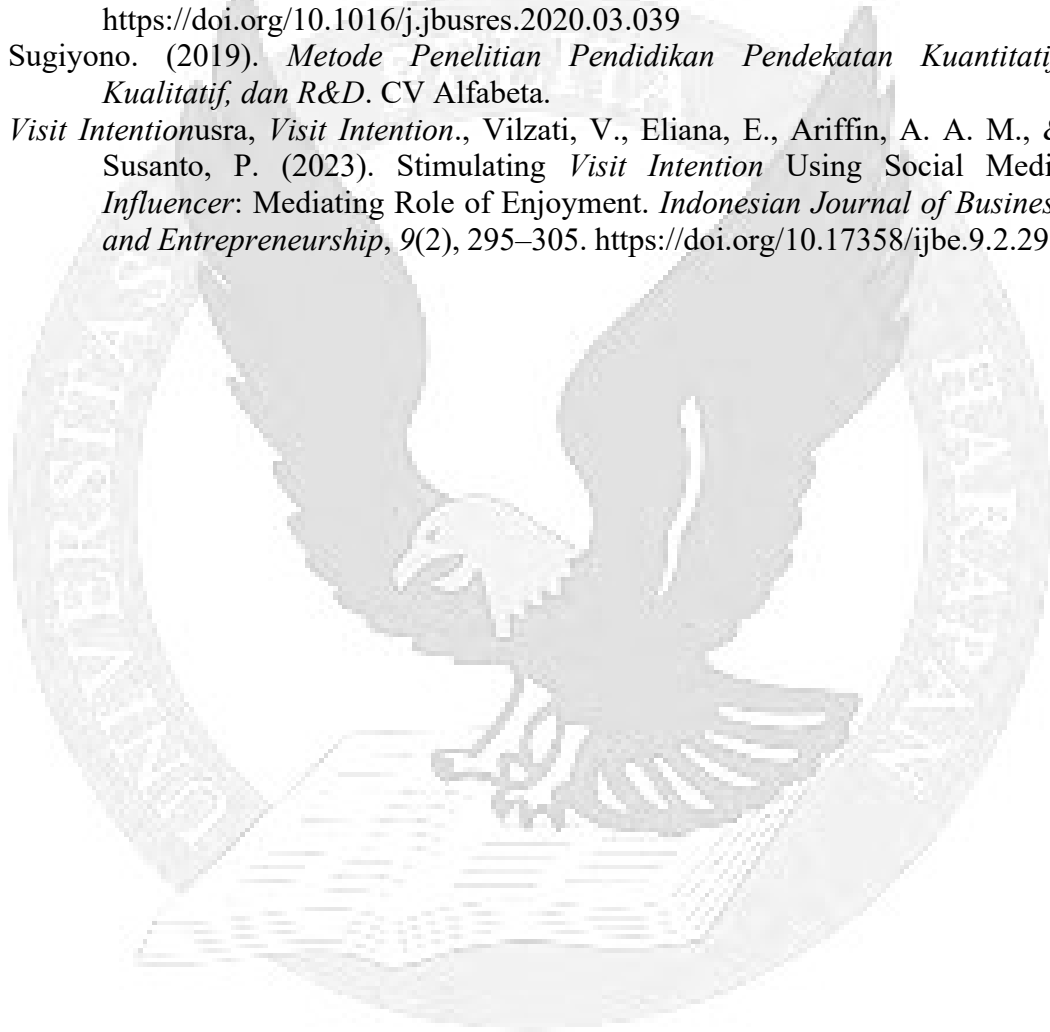 https://doi.org/10.1016/j.jbusres.2020.03.039
Sugiyono. (2019). Metode Penelitian Pendidikan Pendekatan Kuantitatif
Kualitatif, dan R&D. CV Alfabeta.
Visit Intentionusra, Visit Intention., Vilzati, V., Eliana, E., Ariffin, A. A. M., &
Susanto, P. (2023). Stimulating Visit Intention Using Social Medi
Influencer: Mediating Role of Enjoyment. Indonesian Journal of Busines
and Entrepreneurship, 9(2), 295–305. https://doi.org/10.17358/ijbe.9.2.29
UNIVERSITAS
HARAPAN